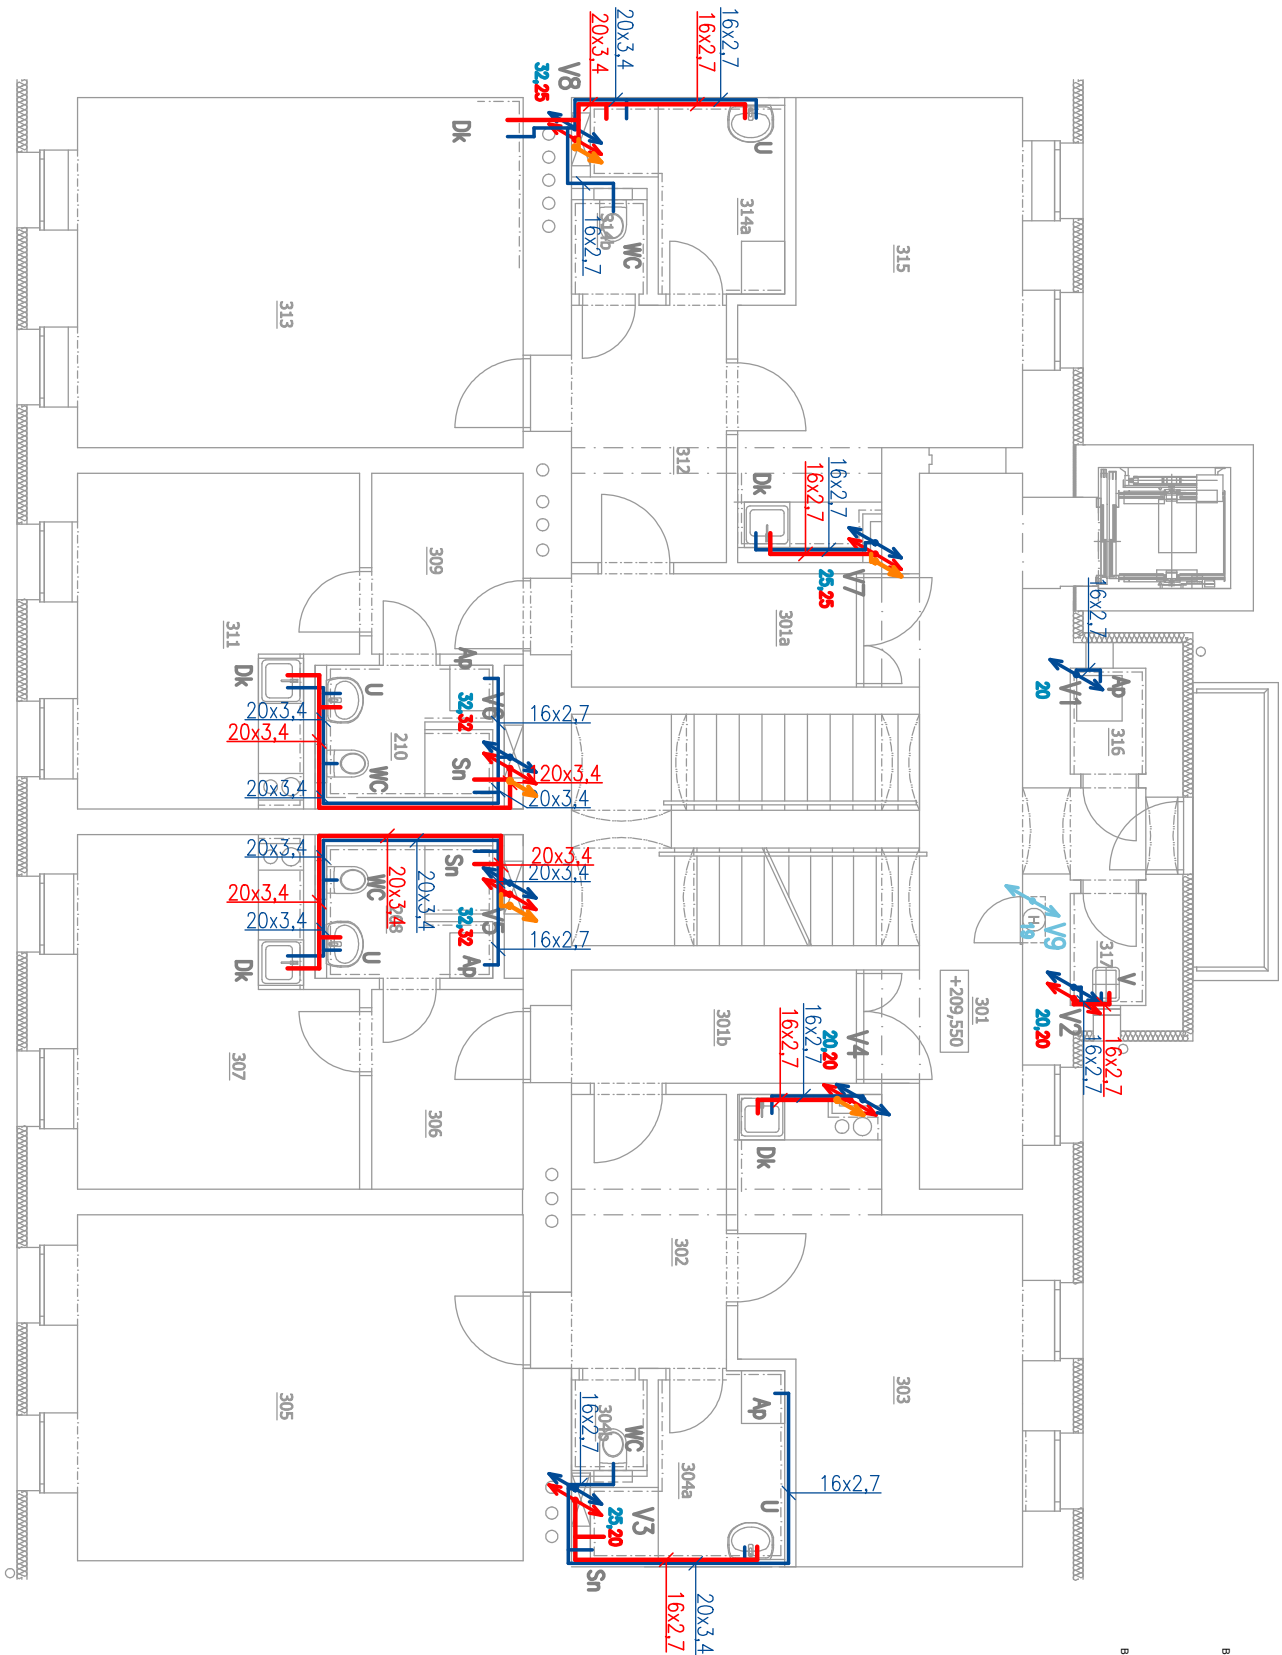 16x2,7
16x2,7
20x3,4
20x3,4
V8
32,25
Dk
U
314a
315
314b
WC
16x2,7
313
312
Dk
16x2,7
16x2,7
V7
25,25
301a
309
311
16x2,7
Ap
V1
20
316
Ap
V6
32,32
16x2,7
Dk
U
20x3,4
20x3,4
210
WC
Sn
20x3,4
20x3,4
20x3,4
20x3,4
20x3,4
20x3,4
Sn
WC
20x3,4
20x3,4
20x3,4
20x3,4
V5
32,32
16x2,7
U
Ap
Dk
H
V9
317
V
V2
20,20
16x2,7
16x2,7
301
+209,550
301b
16x2,7
16x2,7
20,20
V4
307
306
Dk
302
303
305
Ap
16x2,7
WC
304a
16x2,7
U
V3
25,20
Sn
20x3,4
16x2,7
B
B